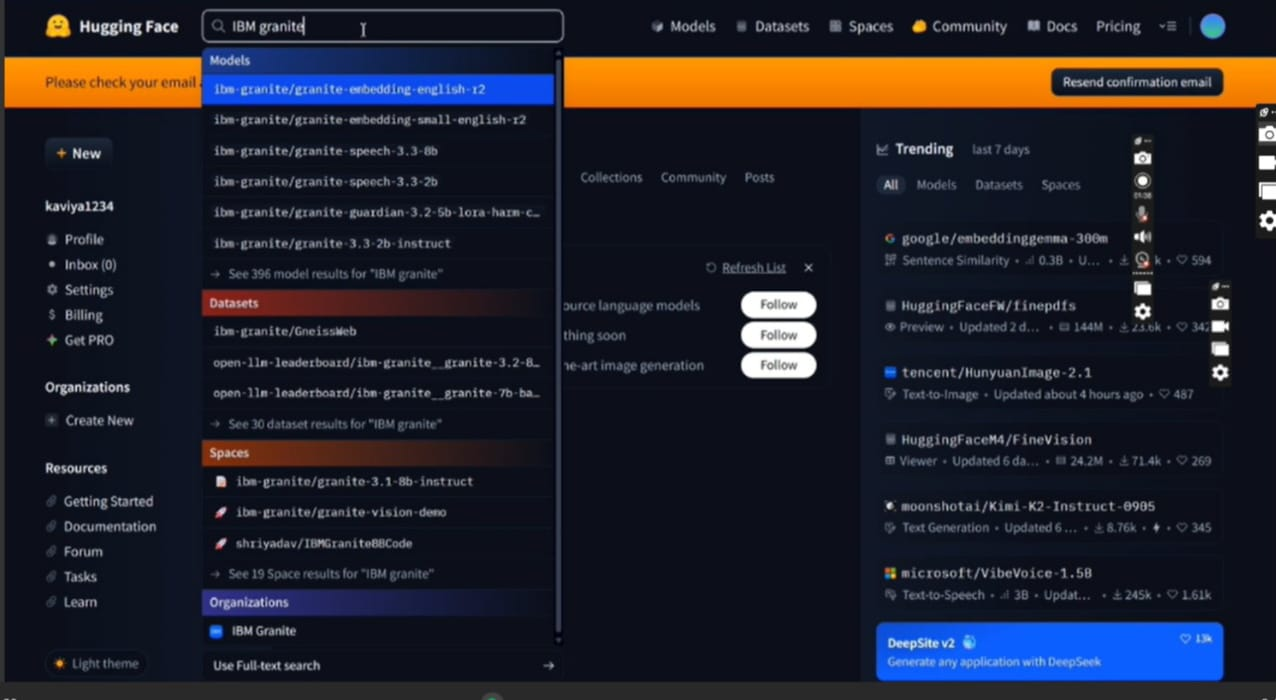 Hugging Face
IBM granite
Models
Datasets
Spaces
Community
Docs
Pricing
Please check your email
Resend confirmation email
Models
ibm-granite/granite-embedding-english-r2
ibm-granite/granite-embedding-small-english-r2
ibm-granite/granite-speech-3.3-8b
ibm-granite/granite-speech-3.3-2b
ibm-granite/granite-guardian-3.2-5b-lora-harm-c…
ibm-granite/granite-3.3-2b-instruct
→ See 396 model results for "IBM granite"
Datasets
ibm-granite/GneissWeb
open-llm-leaderboard/ibm-granite__granite-3.2-8…
open-llm-leaderboard/ibm-granite__granite-7b-ba…
→ See 30 dataset results for "IBM granite"
Spaces
ibm-granite/granite-3.1-8b-instruct
ibm-granite/granite-vision-demo
shriyadav/IBMGranite8BCode
→ See 19 Space results for "IBM granite"
Organizations
IBM Granite
Use Full-text search →
+ New
kaviya1234
Profile
Inbox (0)
Settings
$ Billing
Get PRO
Organizations
Create New
Resources
Getting Started
Documentation
Forum
Tasks
Learn
Light theme
Collections Community Posts
Refresh List
ource language models Follow
thing soon Follow
ne-art image generation Follow
Trending last 7 days
All Models Datasets Spaces
google/embeddinggemma-300m
Sentence Similarity • 0.3B • U… • k • 594
HuggingFaceFW/finepdfs
Preview • Updated 2 d… • 144M • 23.6k • 342
tencent/HunyuanImage-2.1
Text-to-Image • Updated about 4 hours ago • 487
HuggingFaceM4/FineVision
Viewer • Updated 6 da… • 24.2M • 71.4k • 269
moonshotai/Kimi-K2-Instruct-0905
Text Generation • Updated 6 … • 8.76k • 345
microsoft/VibeVoice-1.5B
Text-to-Speech • 3B • Updat… • 245k • 1.61k
DeepSite v2
13k
Generate any application with DeepSeek